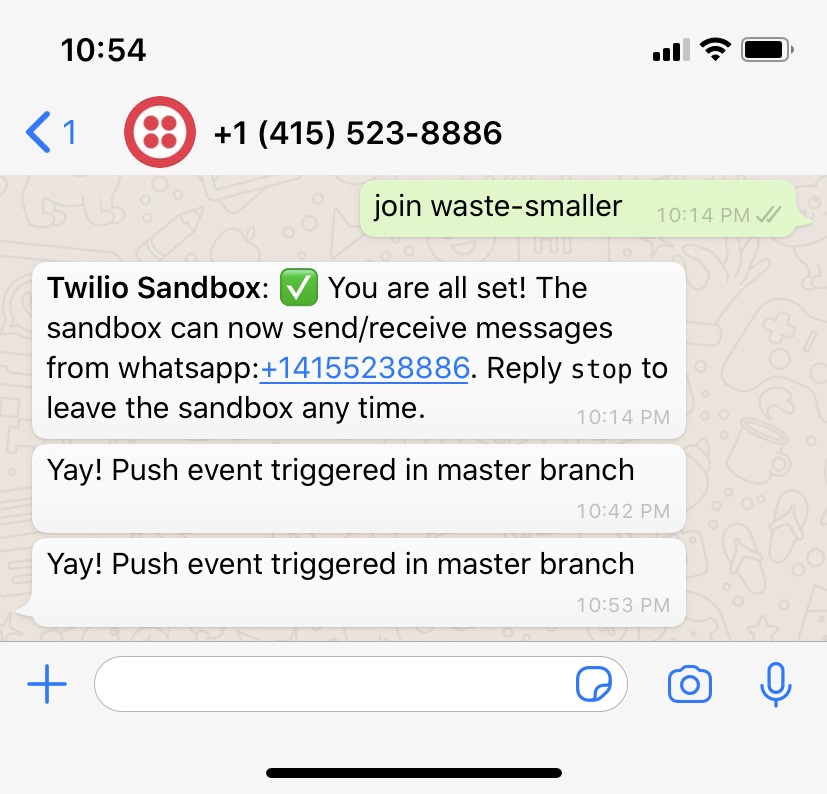 10:54
1
+1 (415) 523-8886
join waste-smaller
10:14 PM
Twilio Sandbox: ✅ You are all set! The
sandbox can now send/receive messages
from whatsapp:+14155238886. Reply stop to
leave the sandbox any time.
10:14 PM
Yay! Push event triggered in master branch
10:42 PM
Yay! Push event triggered in master branch
10:53 PM